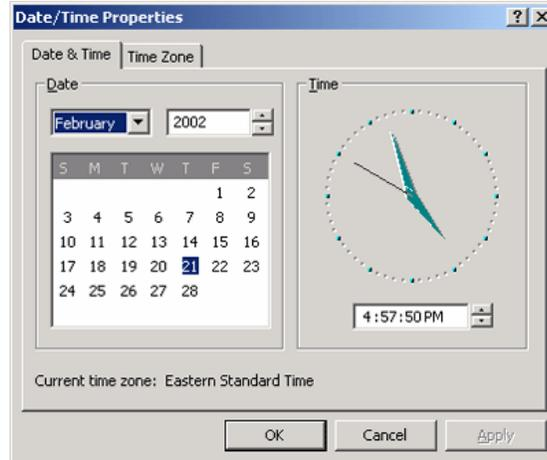 Date/Time Properties
Date & Time Time Zone
Date
Time
February 2002
S M T W T F S
1 2
3 4 5 6 7 8 9
10 11 12 13 14 15 16
17 18 19 20 21 22 23
24 25 26 27 28
4:57:50 PM
Current time zone: Eastern Standard Time
OK Cancel Apply